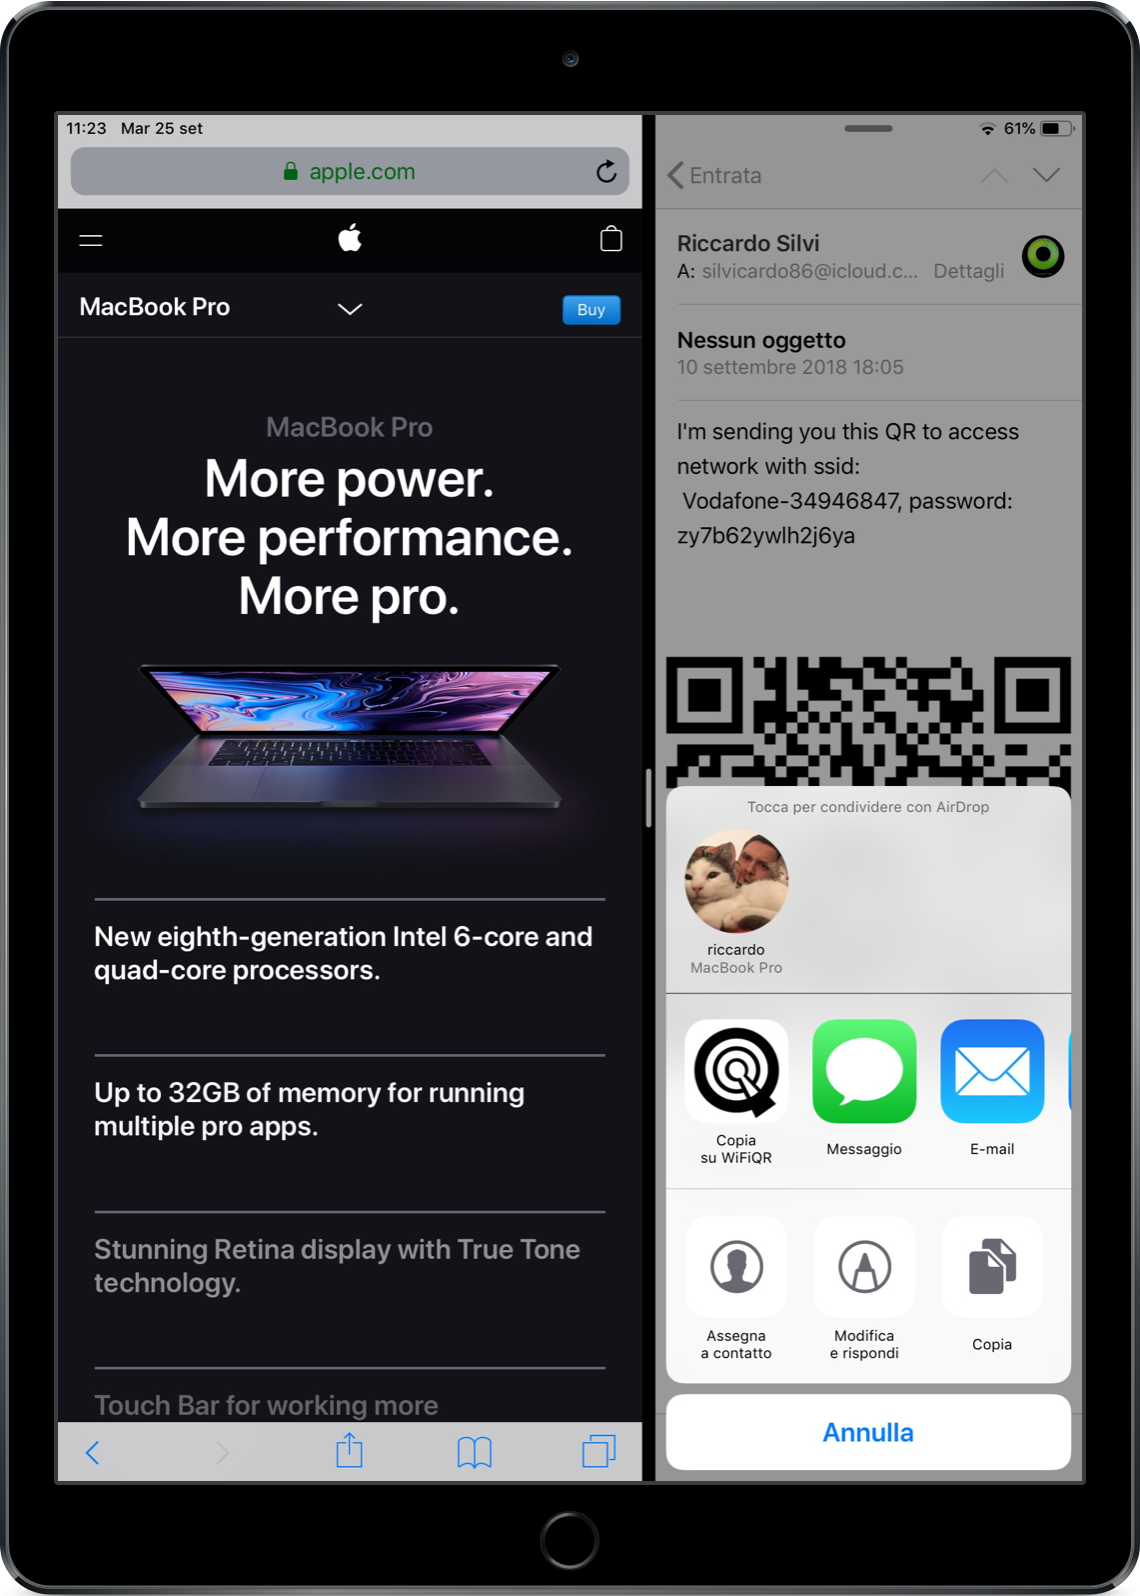 11:23 Mar 25 set
apple.com
MacBook Pro
Buy
MacBook Pro
More power.
More performance.
More pro.
New eighth-generation Intel 6-core and
quad-core processors.
Up to 32GB of memory for running
multiple pro apps.
Stunning Retina display with True Tone
technology.
Touch Bar for working more
61%
Entrata
Riccardo Silvi
A: silvicardo86@icloud.c... Dettagli
Nessun oggetto
10 settembre 2018 18:05
I'm sending you this QR to access
network with ssid:
Vodafone-34946847, password:
zy7b62ywlh2j6ya
Tocca per condividere con AirDrop
riccardo
MacBook Pro
Copia
su WiFiQR
Messaggio
E-mail
Assegna
a contatto
Modifica
e rispondi
Copia
Annulla